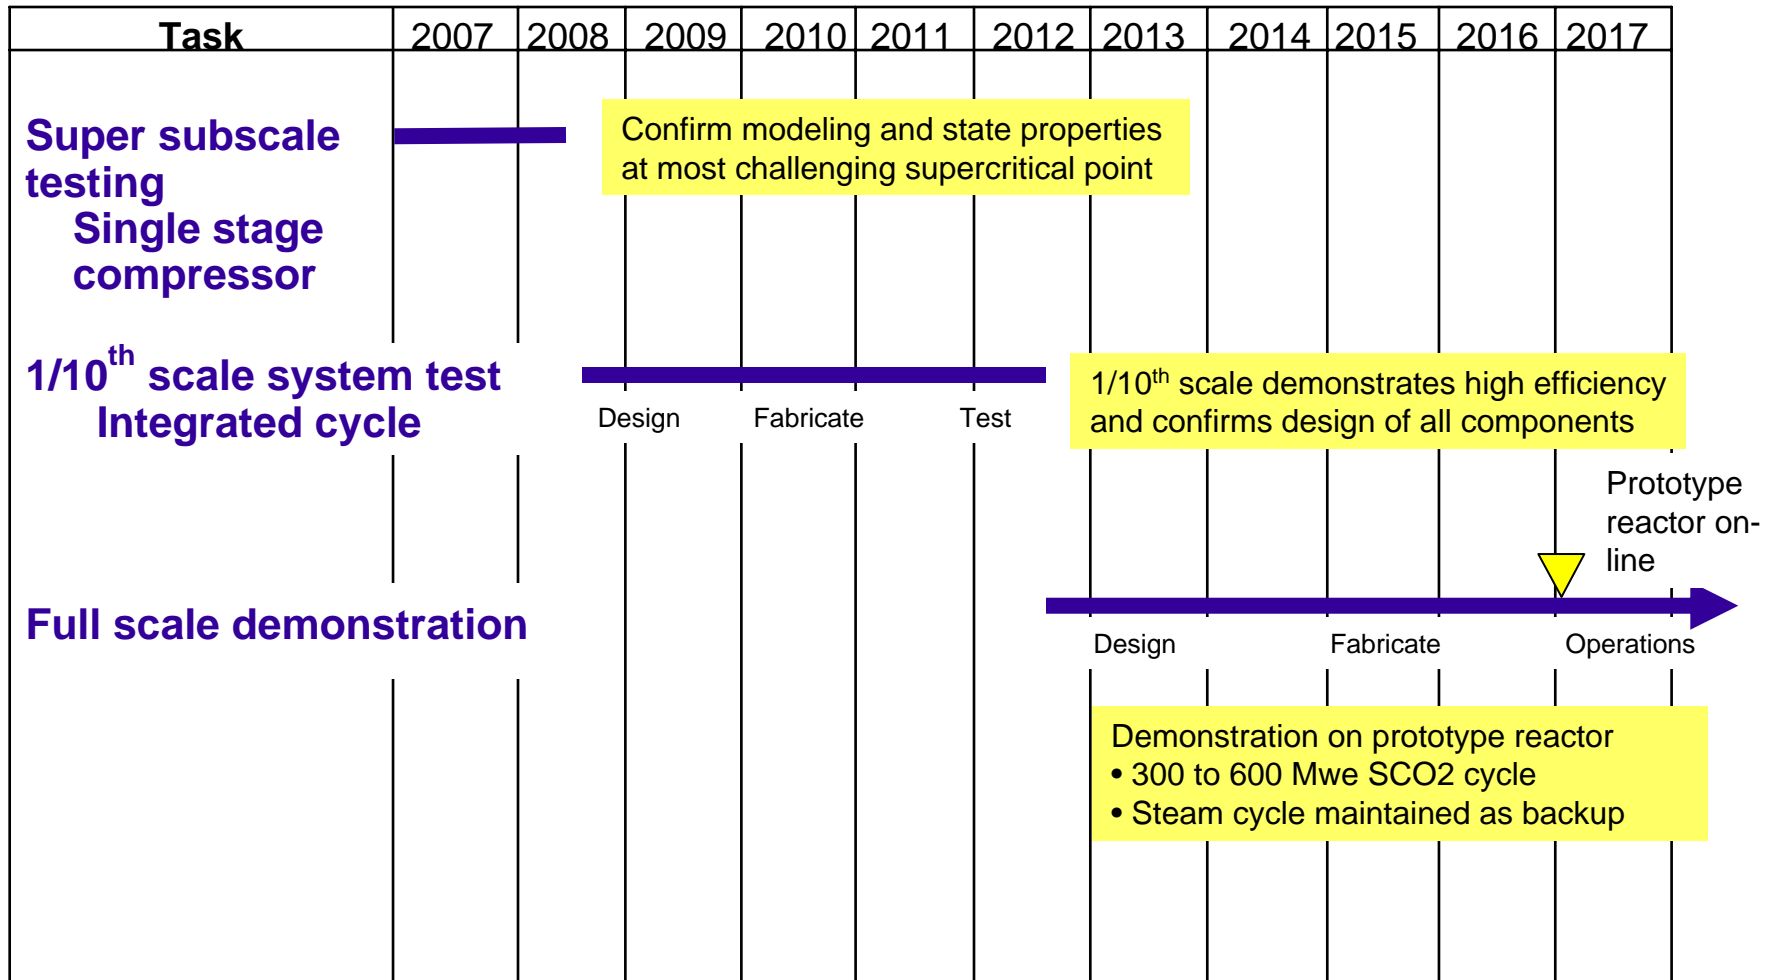 Task 2007 2008 2009 2010 2011 2012 2013 2014 2015 2016 2017
Super subscale
testing
Single stage
compressor
Confirm modeling and state properties
at most challenging supercritical point
1/10th scale system test
Integrated cycle
Design Fabricate Test
1/10th scale demonstrates high efficiency
and confirms design of all components
Prototype
reactor on-
line
Full scale demonstration
Design Fabricate Operations
Demonstration on prototype reactor
• 300 to 600 Mwe SCO2 cycle
• Steam cycle maintained as backup